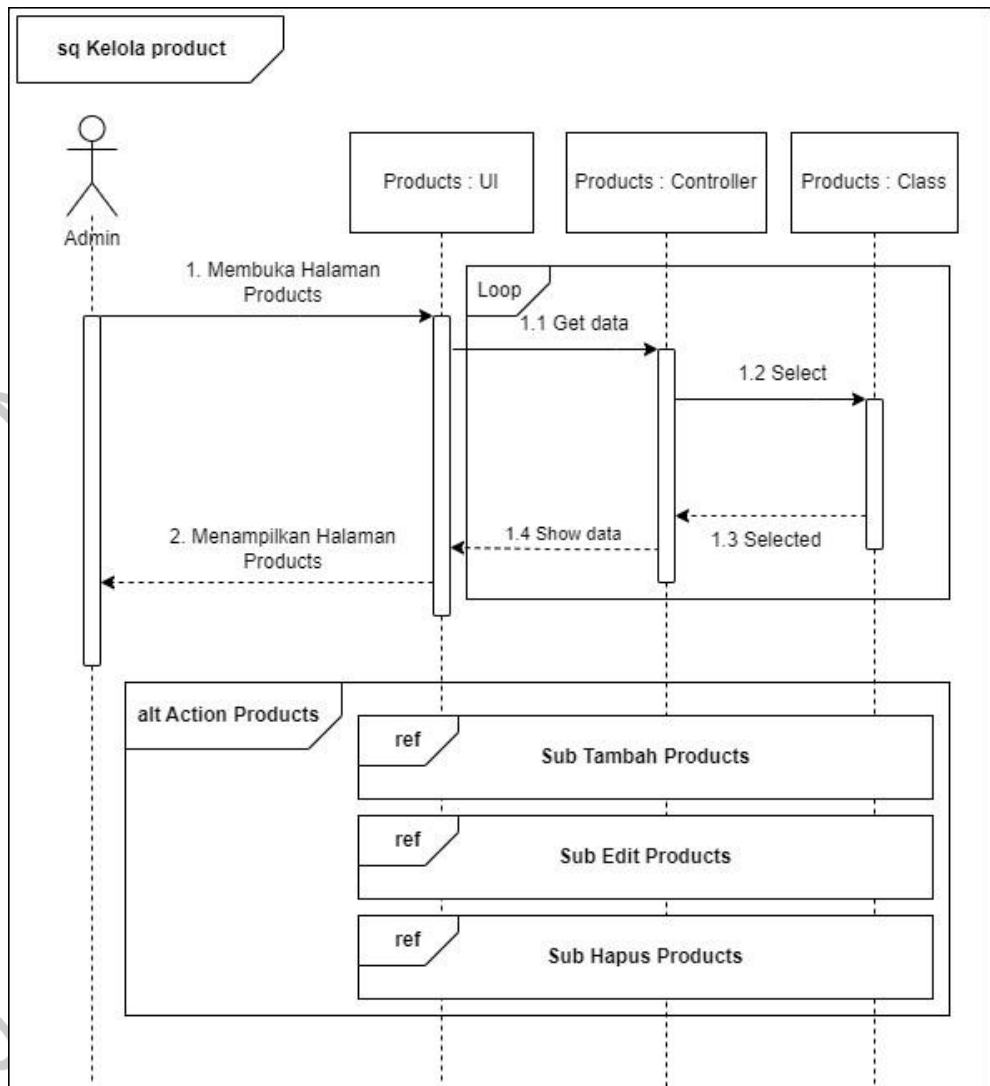 sq Kelola product
Admin
Products : UI
Products : Controller
Products : Class
1. Membuka Halaman
Products
Loop
1.1 Get data
1.2 Select
1.3 Selected
1.4 Show data
2. Menampilkan Halaman
Products
alt Action Products
ref
Sub Tambah Products
ref
Sub Edit Products
ref
Sub Hapus Products